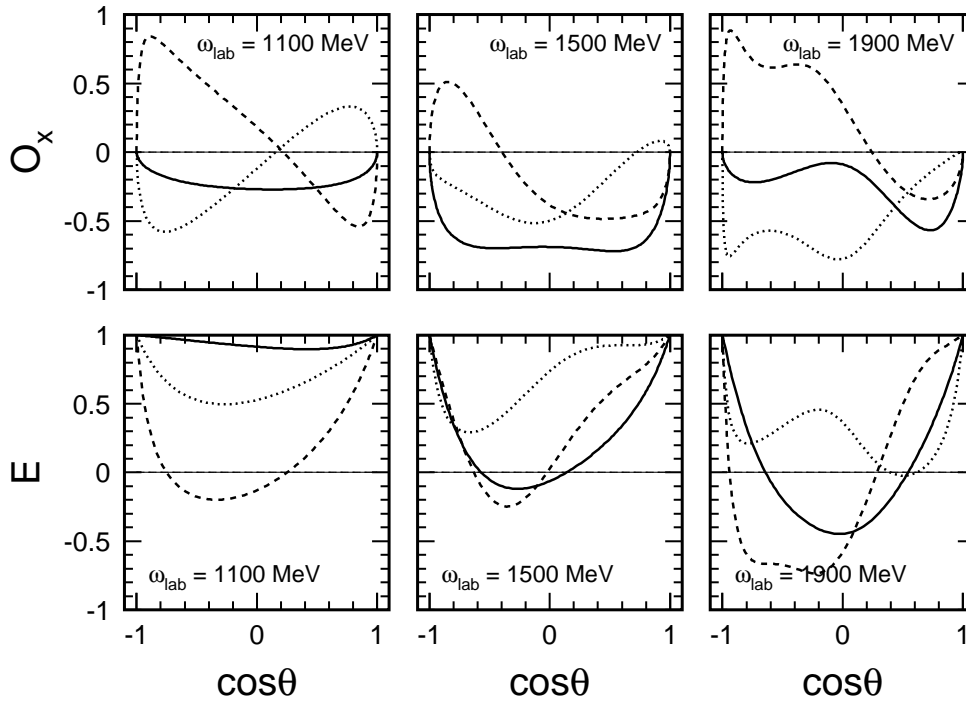 1
ω_lab = 1100 MeV
ω_lab = 1500 MeV
ω_lab = 1900 MeV
0.5
O_x
0
-0.5
-1
1
0.5
E
0
-0.5
ω_lab = 1100 MeV
ω_lab = 1500 MeV
ω_lab = 1900 MeV
-1
-1 0 1 -1 0 1 -1 0 1
cosθ cosθ cosθ